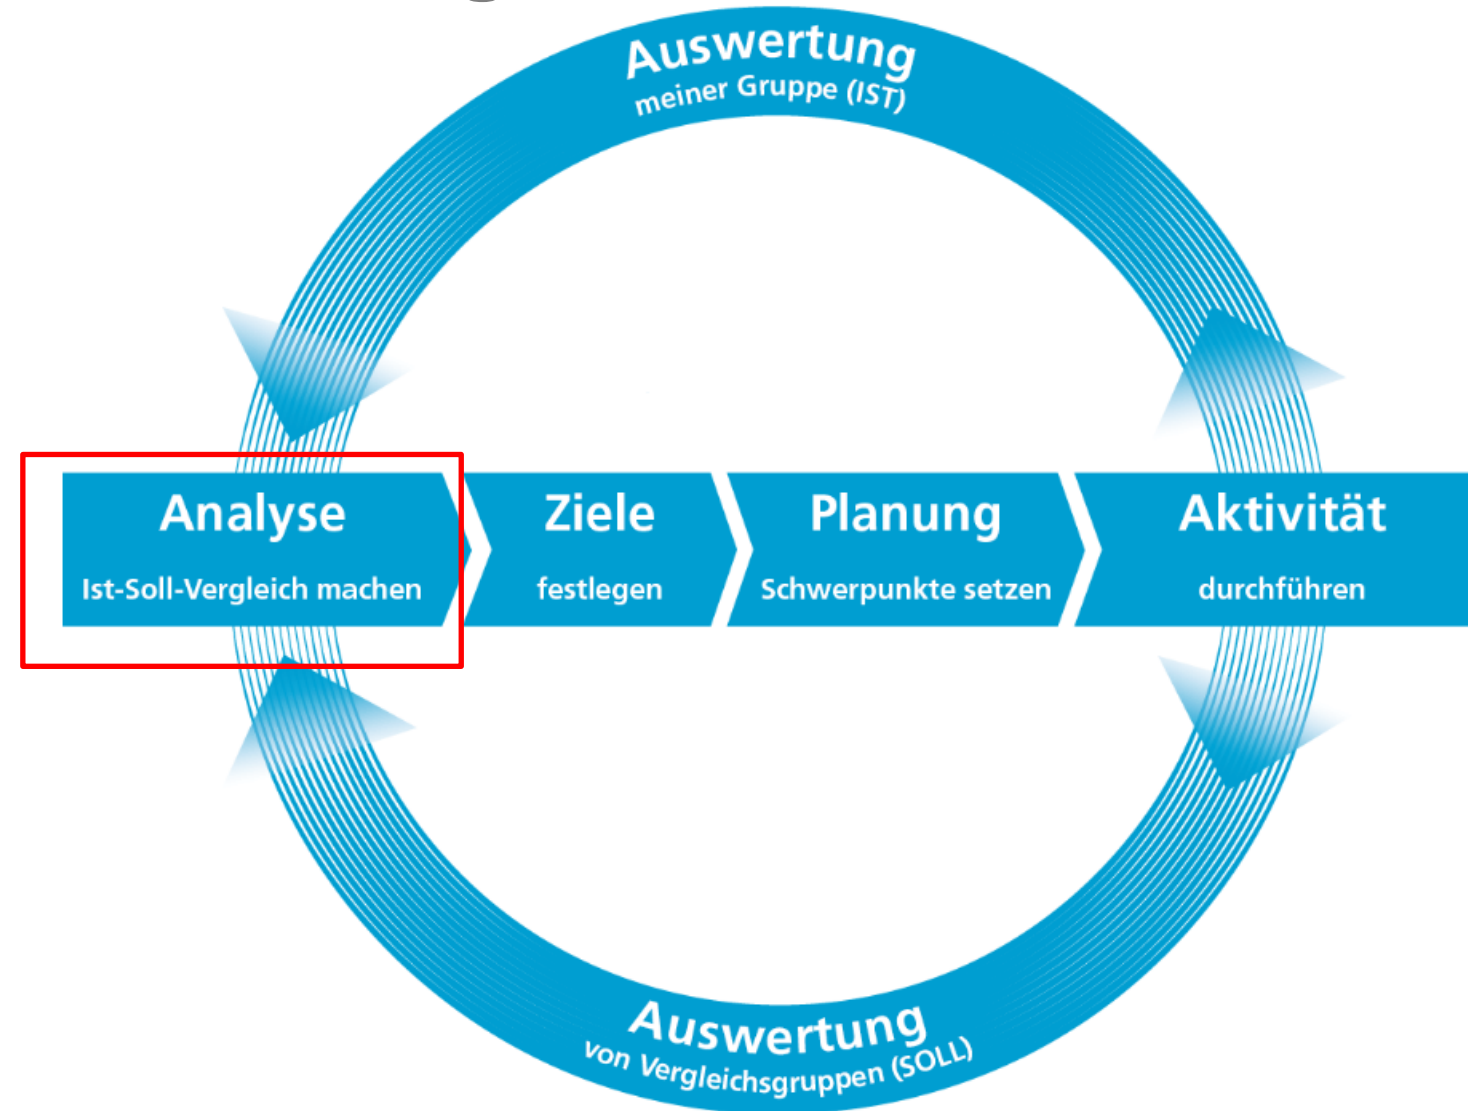 Auswertung
meiner Gruppe (IST)
Analyse
Ist-Soll-Vergleich machen
Ziele
festlegen
Planung
Schwerpunkte setzen
Aktivität
durchführen
Auswertung
von Vergleichsgruppen (SOLL)